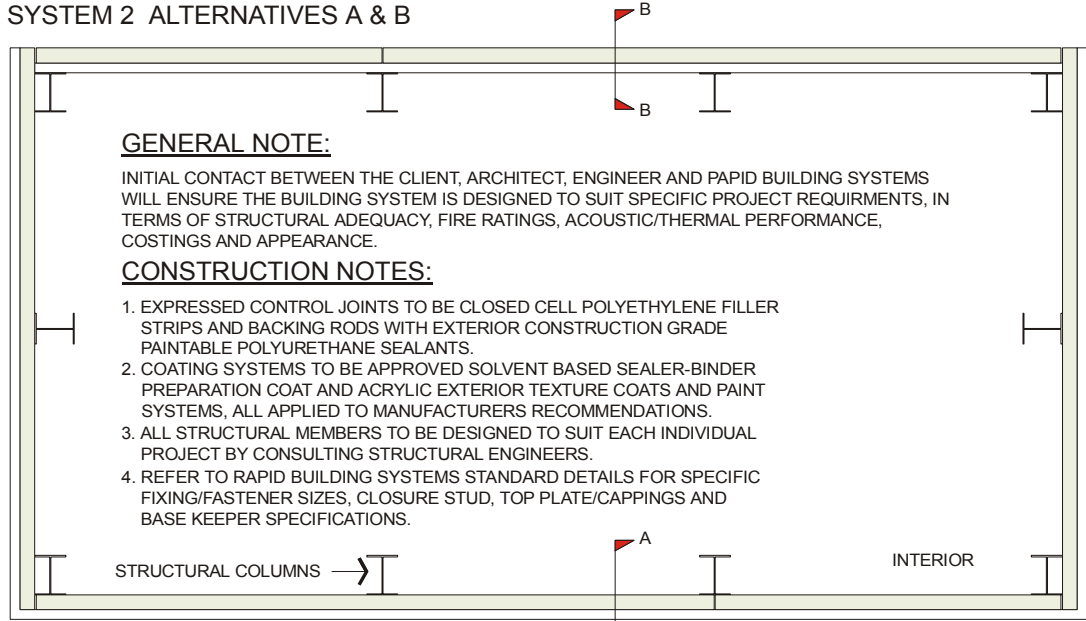 SYSTEM 2 ALTERNATIVES A & B
B
B
GENERAL NOTE:
INITIAL CONTACT BETWEEN THE CLIENT, ARCHITECT, ENGINEER AND PAPID BUILDING SYSTEMS
WILL ENSURE THE BUILDING SYSTEM IS DESIGNED TO SUIT SPECIFIC PROJECT REQUIRMENTS, IN
TERMS OF STRUCTURAL ADEQUACY, FIRE RATINGS, ACOUSTIC/THERMAL PERFORMANCE,
COSTINGS AND APPEARANCE.
CONSTRUCTION NOTES:
1. EXPRESSED CONTROL JOINTS TO BE CLOSED CELL POLYETHYLENE FILLER
STRIPS AND BACKING RODS WITH EXTERIOR CONSTRUCTION GRADE
PAINTABLE POLYURETHANE SEALANTS.
2. COATING SYSTEMS TO BE APPROVED SOLVENT BASED SEALER-BINDER
PREPARATION COAT AND ACRYLIC EXTERIOR TEXTURE COATS AND PAINT
SYSTEMS, ALL APPLIED TO MANUFACTURERS RECOMMENDATIONS.
3. ALL STRUCTURAL MEMBERS TO BE DESIGNED TO SUIT EACH INDIVIDUAL
PROJECT BY CONSULTING STRUCTURAL ENGINEERS.
4. REFER TO RAPID BUILDING SYSTEMS STANDARD DETAILS FOR SPECIFIC
FIXING/FASTENER SIZES, CLOSURE STUD, TOP PLATE/CAPPINGS AND
BASE KEEPER SPECIFICATIONS.
A
STRUCTURAL COLUMNS
INTERIOR